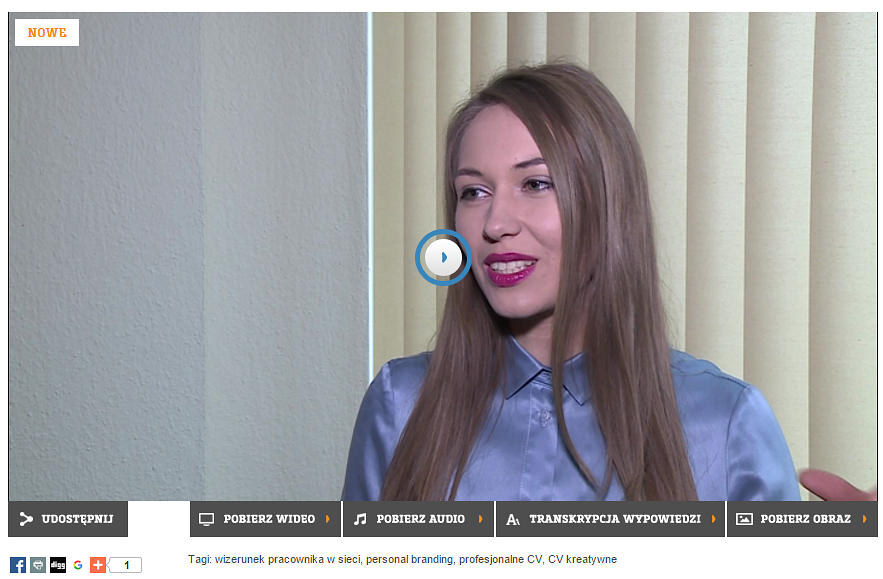 NOWE
UDOSTĘPNIJ POBIERZ WIDEO POBIERZ AUDIO TRANSKRYPCJA WYPOWIEDZI POBIERZ OBRAZ
f digg G + 1
Tagi: wizerunek pracownika w sieci, personal branding, profesjonalne CV, CV kreatywne